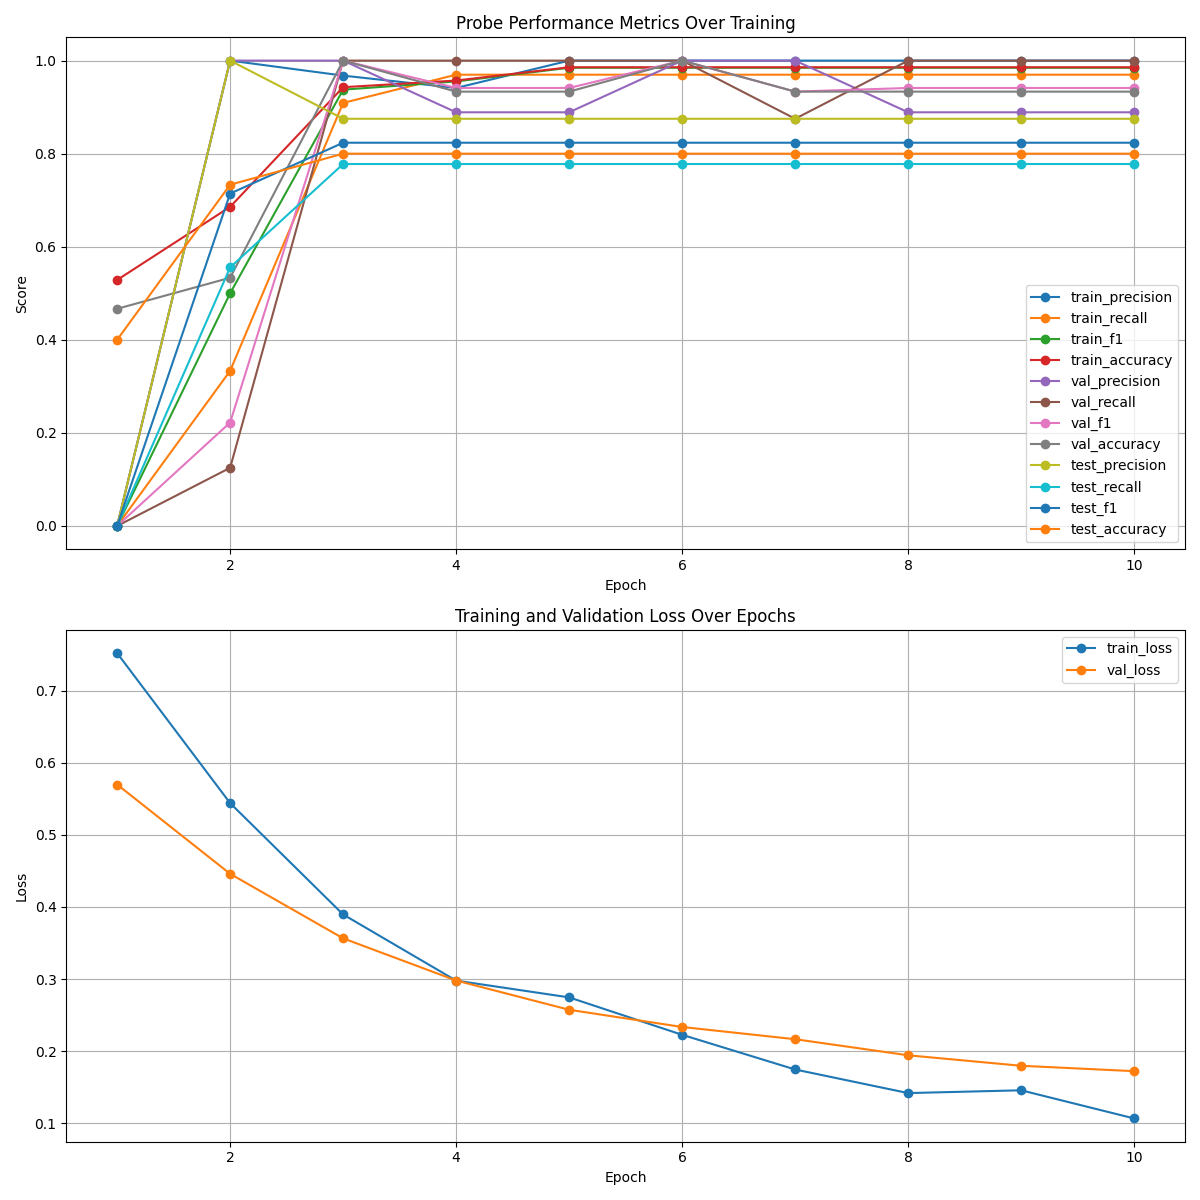 Probe Performance Metrics Over Training
1.0
0.8
0.6
0.4
0.2
0.0
Score
train_precision
train_recall
train_f1
train_accuracy
val_precision
val_recall
val_f1
val_accuracy
test_precision
test_recall
test_f1
test_accuracy
2 4 6 8 10
Epoch
Training and Validation Loss Over Epochs
train_loss
val_loss
0.7
0.6
0.5
0.4
0.3
0.2
0.1
Loss
2 4 6 8 10
Epoch